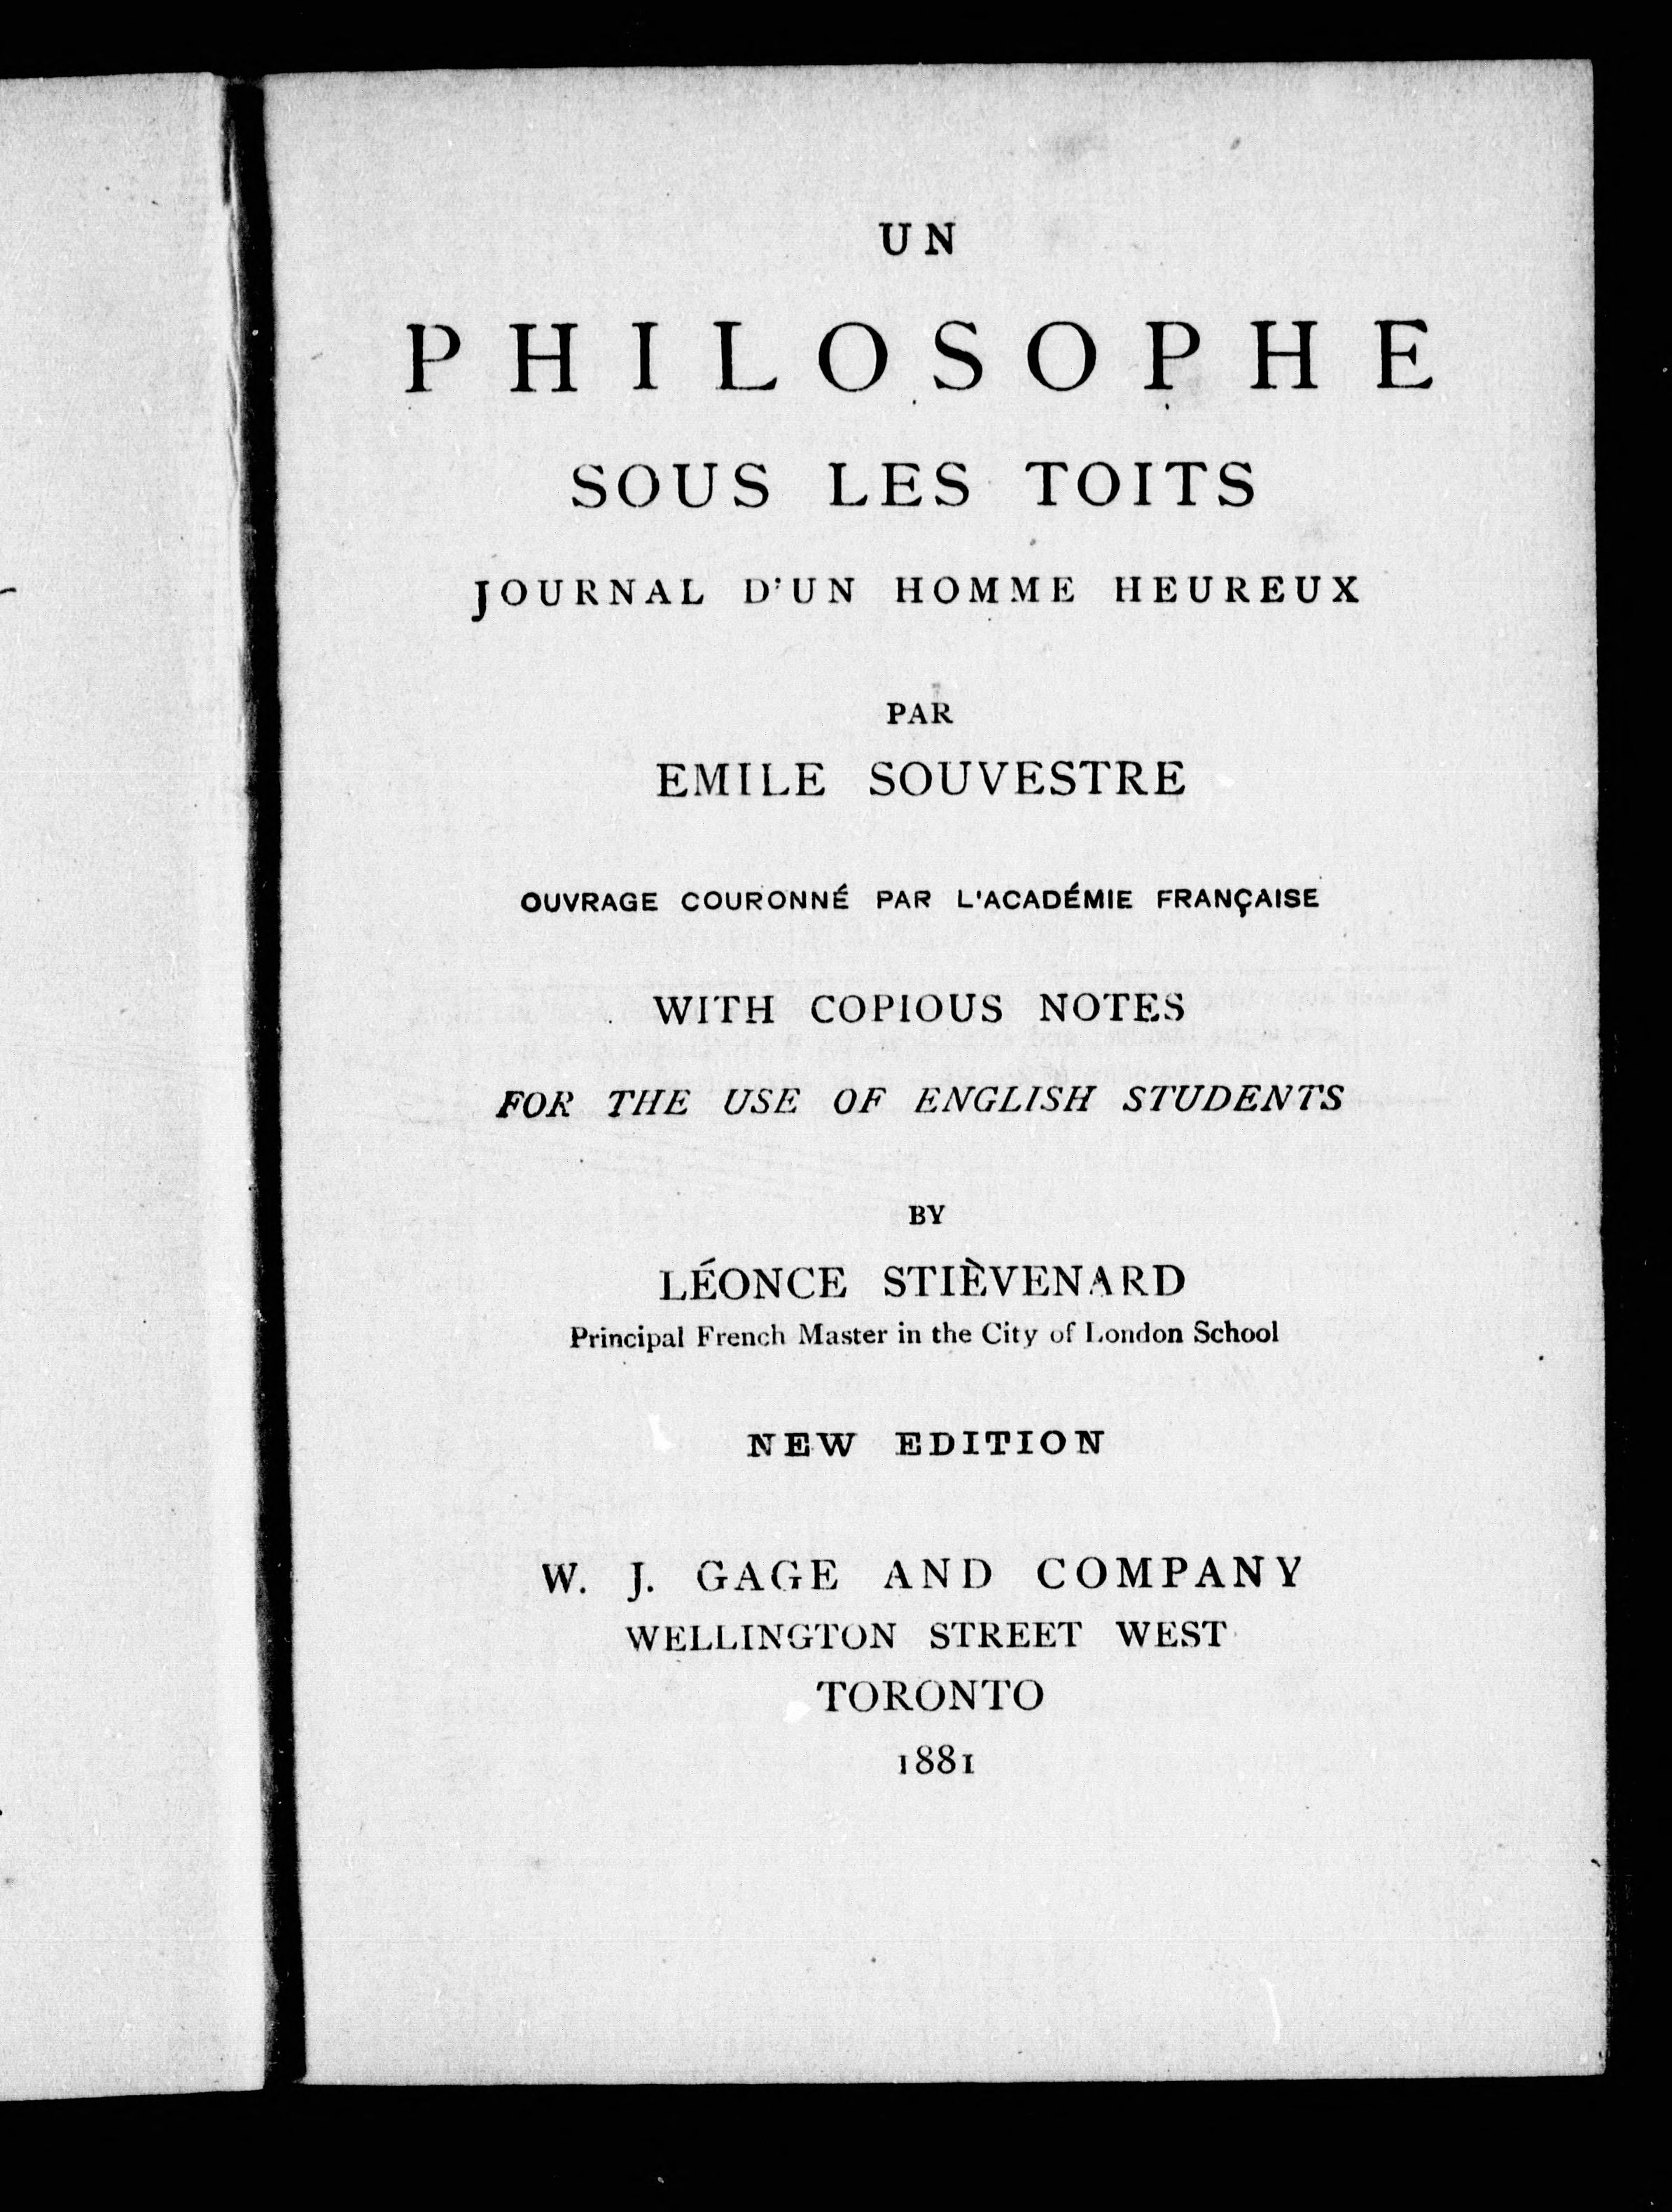 UN
PHILOSOPHE
SOUS LES TOITS
JOURNAL D'UN HOMME HEUREUX
PAR
EMILE SOUVESTRE
OUVRAGE COURONNÉ PAR L'ACADÉMIE FRANÇAISE
WITH COPIOUS NOTES
FOR THE USE OF ENGLISH STUDENTS
BY
LÉONCE STIÈVENARD
Principal French Master in the City of London School
NEW EDITION
W. J. GAGE AND COMPANY
WELLINGTON STREET WEST
TORONTO
1881